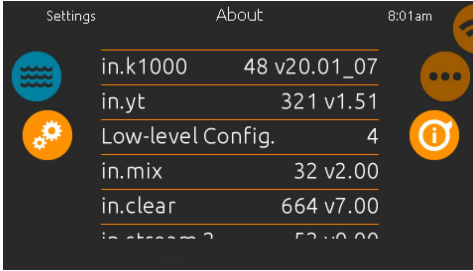 Settings About 8:01am
in.k1000 48 v20.01_07
in.yt 321 v1.51
Low-level Config. 4
in.mix 32 v2.00
in.clear 664 v7.00